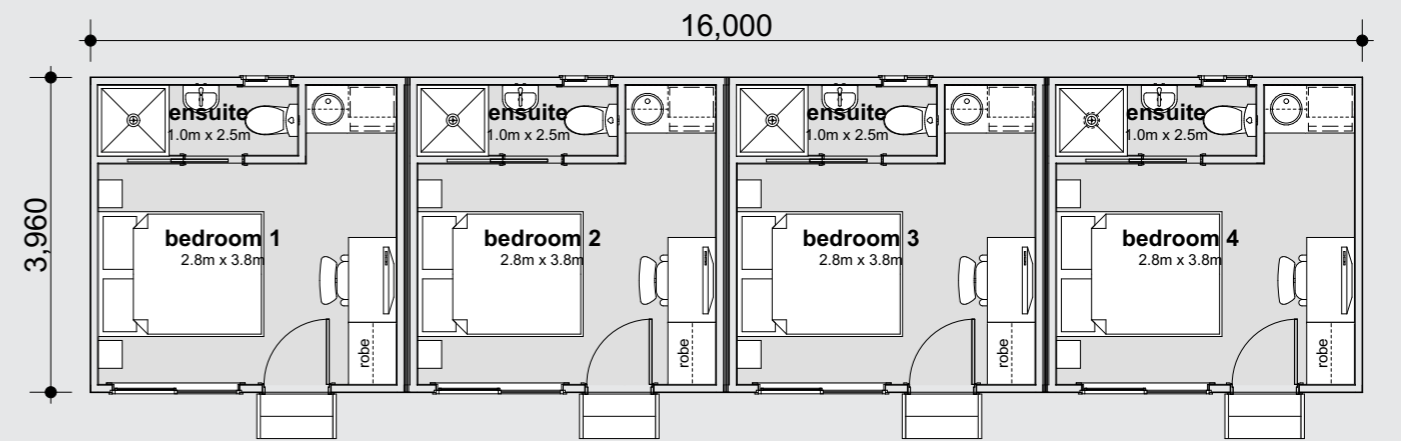 16,000
3,960
ensuite
1.0m x 2.5m
ensuite
1.0m x 2.5m
ensuite
1.0m x 2.5m
ensuite
1.0m x 2.5m
bedroom 1
2.8m x 3.8m
bedroom 2
2.8m x 3.8m
bedroom 3
2.8m x 3.8m
bedroom 4
2.8m x 3.8m
robe
robe
robe
robe